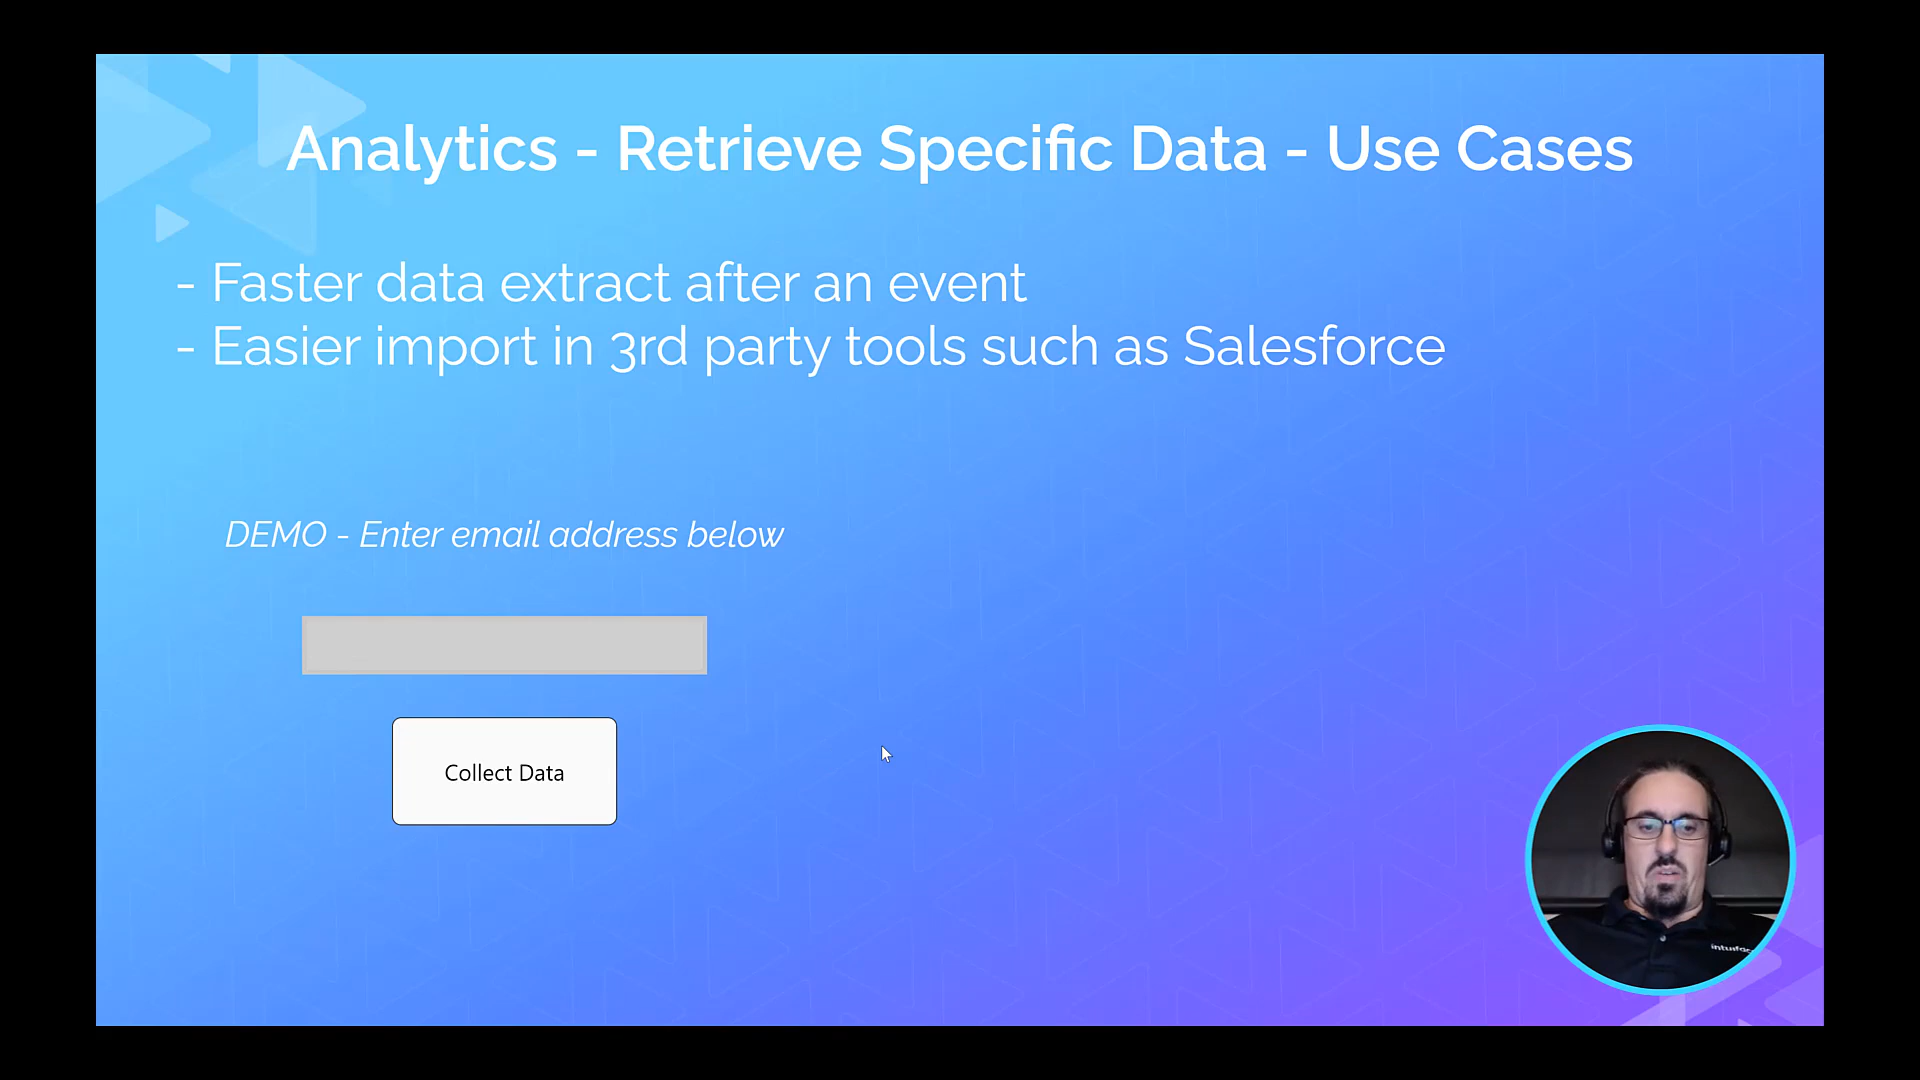 Analytics - Retrieve Specific Data - Use Cases
- Faster data extract after an event
- Easier import in 3rd party tools such as Salesforce
DEMO - Enter email address below
Collect Data